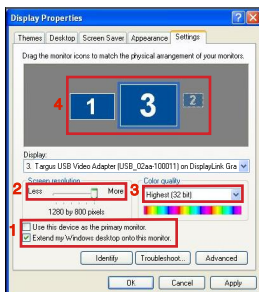 Display Properties
Themes Desktop Screen Saver Appearance Settings
Drag the monitor icons to match the physical arrangement of your monitors.
4
1 3 2
Display:
3. Targus USB Video Adapter (USB_02aa-100011) on DisplayLink Gra
2 Screen resolution 3 Color quality
Less More Highest (32 bit)
1280 by 800 pixels
1 Use this device as the primary monitor.
Extend my Windows desktop onto this monitor.
Identify Troubleshoot... Advanced
OK Cancel Apply